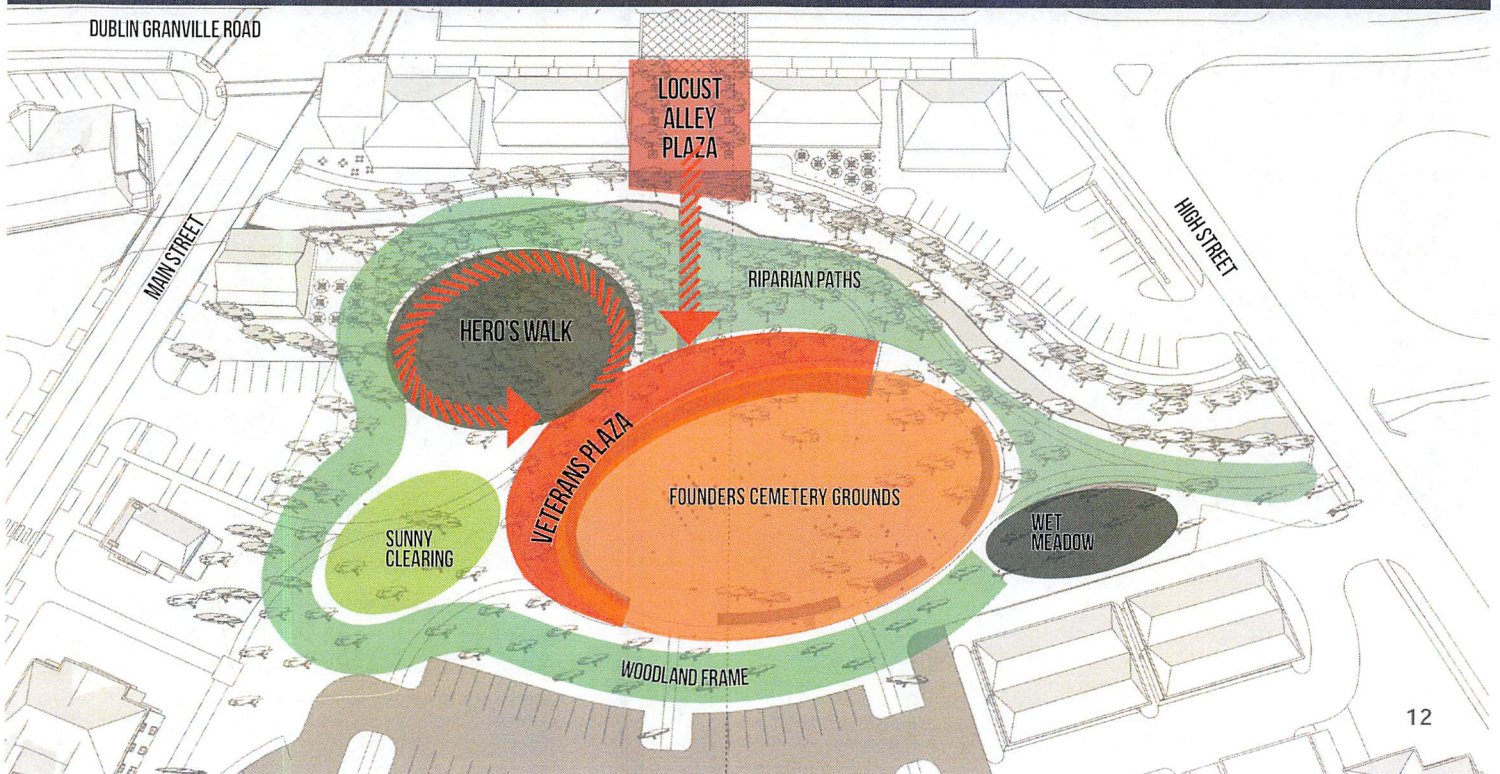 DUBLIN GRANVILLE ROAD
LOCUST
ALLEY
PLAZA
MAIN STREET
HIGH STREET
RIPARIAN PATHS
HERO'S WALK
VETERANS PLAZA
FOUNDERS CEMETERY GROUNDS
SUNNY
CLEARING
WET
MEADOW
WOODLAND FRAME
12